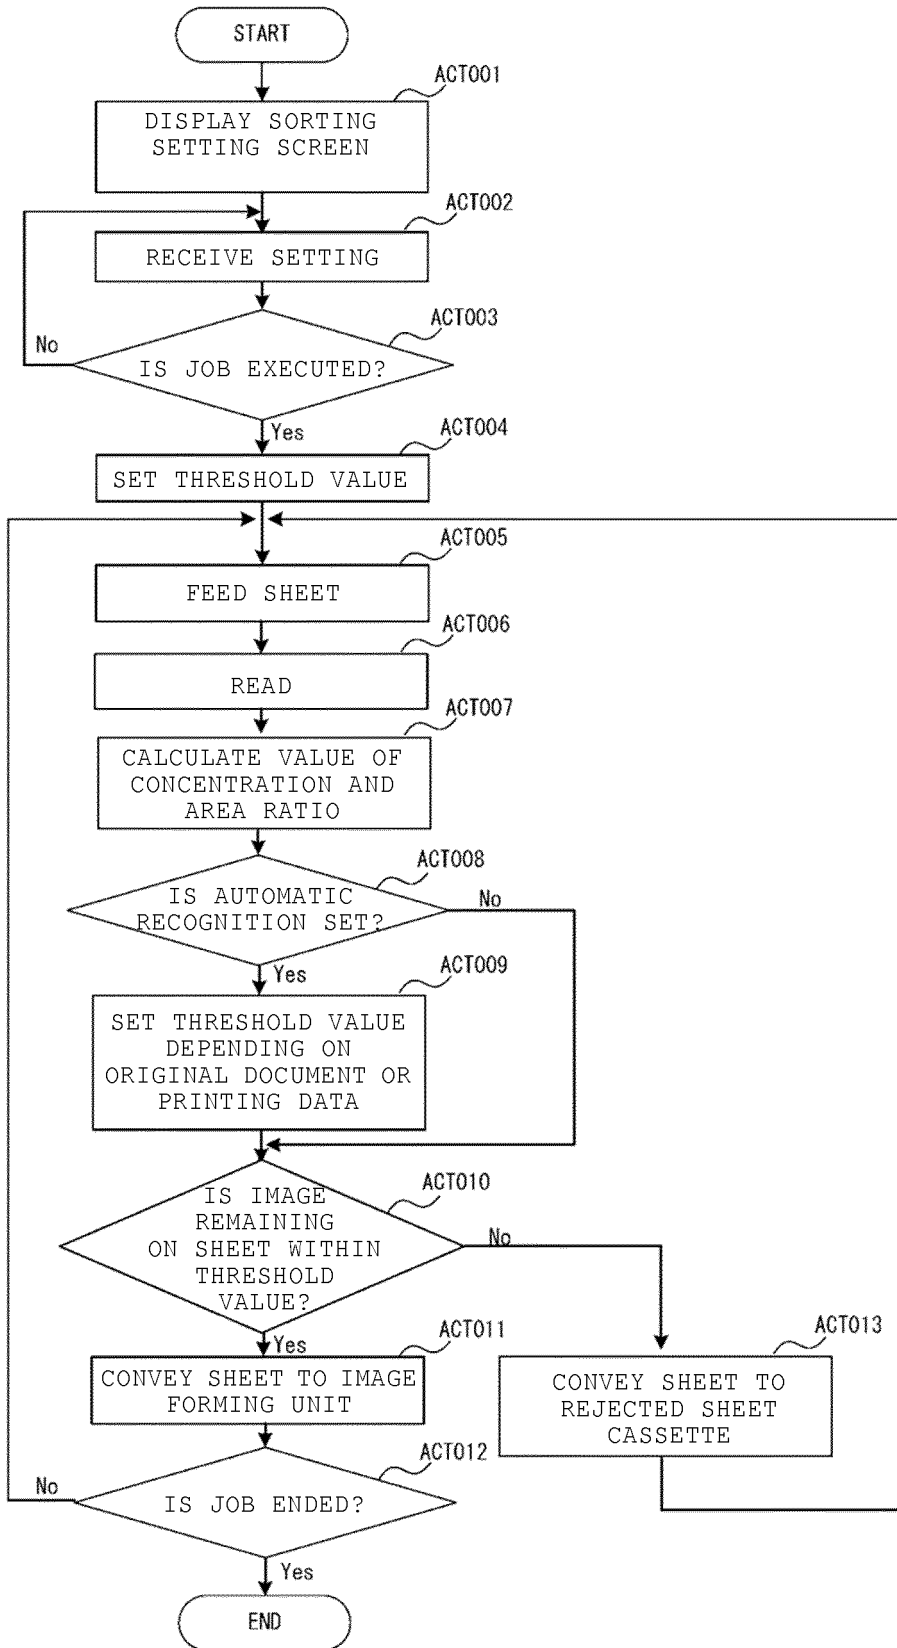 START
ACT001
DISPLAY SORTING
SETTING SCREEN
ACT002
RECEIVE SETTING
ACT003
No
IS JOB EXECUTED?
Yes
ACT004
SET THRESHOLD VALUE
ACT005
FEED SHEET
ACT006
READ
ACT007
CALCULATE VALUE OF
CONCENTRATION AND
AREA RATIO
ACT008
IS AUTOMATIC
RECOGNITION SET?
No
Yes
ACT009
SET THRESHOLD VALUE
DEPENDING ON
ORIGINAL DOCUMENT OR
PRINTING DATA
ACT010
IS IMAGE
REMAINING
ON SHEET WITHIN
THRESHOLD
VALUE?
No
Yes
ACT011
CONVEY SHEET TO IMAGE
FORMING UNIT
ACT013
CONVEY SHEET TO
REJECTED SHEET
CASSETTE
ACT012
No
IS JOB ENDED?
Yes
END